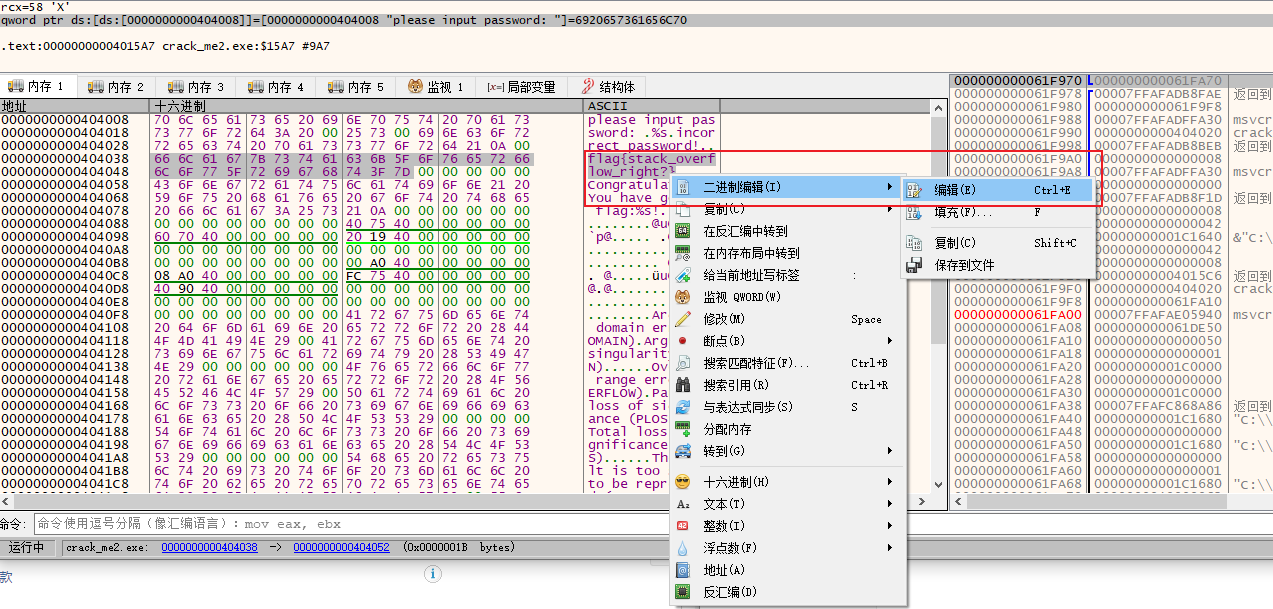 rcx=58 'X'
qword ptr ds:[ds:[0000000000404008]]=[0000000000404008 "please input password: "]=6920657361656C70
.text:00000000004015A7 crack_me2.exe:$15A7 #9A7
内存 1 内存 2 内存 3 内存 4 内存 5 监视 1 [x=] 局部变量 结构体
地址 十六进制 ASCII
0000000000404008 70 6C 65 61 73 65 20 69 6E 70 75 74 20 70 61 73 please input pas
0000000000404018 73 77 6F 72 64 3A 20 00 25 73 00 69 6E 63 6F 72 sword: .%s.incor
0000000000404028 72 65 63 74 20 70 61 73 73 77 6F 72 64 21 0A 00 rect password!..
0000000000404038 66 6C 61 67 7B 73 74 61 63 6B 5F 6F 76 65 72 66 flag{stack_overf
0000000000404048 6C 6F 77 5F 72 69 67 68 74 3F 7D 00 00 00 00 00 low_right?}
0000000000404058 43 6F 6E 67 72 61 74 75 6C 61 74 69 6F 6E 21 20 Congratula
0000000000404068 59 6F 75 20 68 61 76 65 20 67 6F 74 20 74 68 65 You have g
0000000000404078 20 66 6C 61 67 3A 25 73 21 0A 00 00 00 00 00 00 flag:%s!.
0000000000404088 00 00 00 00 00 00 00 00 40 75 40 00 00 00 00 00 ........@u@
0000000000404098 60 70 40 00 00 00 00 00 20 19 40 00 00 00 00 00 `p@.....
00000000004040A8 00 00 00 00 00 00 00 00 00 00 00 00 00 00 00 00
00000000004040B8 00 00 00 00 00 00 00 00 00 A0 40 00 00 00 00 00
00000000004040C8 08 A0 40 00 00 00 00 00 FC 75 40 00 00 00 00 00 . @.....üu@
00000000004040D8 40 90 40 00 00 00 00 00 00 00 00 00 00 00 00 00 @.@.
00000000004040E8 00 00 00 00 00 00 00 00 00 00 00 00 00 00 00 00
00000000004040F8 00 00 00 00 00 00 00 00 41 72 67 75 6D 65 6E 74 ........Ar
0000000000404108 20 64 6F 6D 61 69 6E 20 65 72 72 6F 72 20 28 44 domain er
0000000000404118 4F 4D 41 49 4E 29 00 41 72 67 75 6D 65 6E 74 20 OMAIN).Arg
0000000000404128 73 69 6E 67 75 6C 61 72 69 74 79 20 28 53 49 47 singularit
0000000000404138 4E 29 00 00 00 00 00 00 4F 76 65 72 66 6C 6F 77 N)......Ov
0000000000404148 20 72 61 6E 67 65 20 65 72 72 6F 72 20 28 4F 56 range err
0000000000404158 45 52 46 4C 4F 57 29 00 50 61 72 74 69 61 6C 20 ERFLOW).Pa
0000000000404168 6C 6F 73 73 20 6F 66 20 73 69 67 6E 69 66 69 63 loss of si
0000000000404178 61 6E 63 65 20 28 50 4C 4F 53 53 29 00 00 00 00 ance (PLOS
0000000000404188 54 6F 74 61 6C 20 6C 6F 73 73 20 6F 66 20 73 69 Total loss
0000000000404198 67 6E 69 66 69 63 61 6E 63 65 20 28 54 4C 4F 53 gnificance
00000000004041A8 53 29 00 00 00 00 00 00 54 68 65 20 72 65 73 75 S)......Th
00000000004041B8 6C 74 20 69 73 20 74 6F 6F 20 73 6D 61 6C 6C 20 lt is too
00000000004041C8 74 6F 20 62 65 20 72 65 70 72 65 73 65 6E 74 65 to be repr
二进制编辑(I)
复制(C)
在反汇编中转到
在内存布局中转到
给当前地址写标签 :
监视 QWORD(W)
修改(M) Space
断点(B)
搜索匹配特征(F)... Ctrl+B
搜索引用(R) Ctrl+R
与表达式同步(S) S
分配内存
转到(G)
十六进制(H)
文本(T)
整数(I)
浮点数(F)
地址(A)
反汇编(D)
编辑(E) Ctrl+E
填充(F)... F
复制(C) Shift+C
保存到文件
000000000061F970 000000000061FA70
000000000061F978 00007FFAFADB8FAE 返回到
000000000061F980 000000000061F9F8
000000000061F988 00007FFAFADFFA30 msvcr
000000000061F990 0000000000404020 crack
000000000061F998 00007FFAFADB8BEB 返回到
000000000061F9A0 0000000000000008
00007FFAFADFFA30 msvcr
0000000000000000
00007FFAFADB8F1D 返回到
0000000000000000
0000000000000042
00000000001C1640 &"C:\
0000000000000042
0000000000000008
00000000004015C6 返回到
0000000000404020 crack
000000000061F9F0 0000000000000000
000000000061F9F8 000000000061FA10
000000000061FA00 00007FFAFAE05940 msvcr
000000000061FA08 000000000061DE50
000000000061FA10 0000000000000050
000000000061FA18 0000000000000001
000000000061FA20 00000000001C0000
000000000061FA28 0000000000000000
000000000061FA30 00000000001C0000
000000000061FA38 00007FFAFC868A86 返回到
000000000061FA40 00000000001C1680 "C:\\
000000000061FA48 0000000000000000
000000000061FA50 00000000001C1680 "C:\\
000000000061FA58 0000000000000000
000000000061FA60 0000000000000001
000000000061FA68 00000000001C1680 "C:\\
命令: 命令使用逗号分隔（像汇编语言）: mov eax, ebx
运行中 crack_me2.exe: 0000000000404038 -> 0000000000404052 (0x0000001B bytes)
款